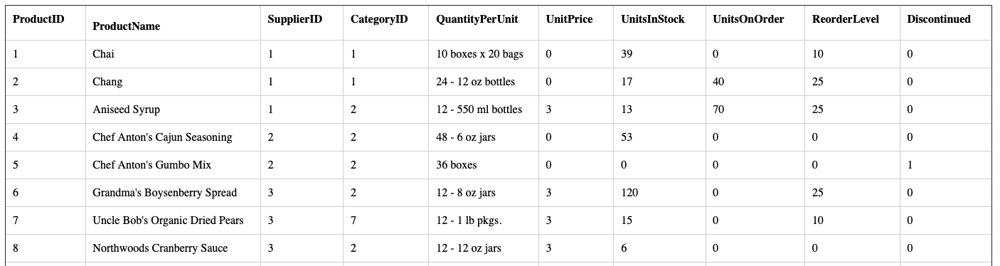 ProductID ProductName SupplierID CategoryID QuantityPerUnit UnitPrice UnitsInStock UnitsOnOrder ReorderLevel Discontinued
1 Chai 1 1 10 boxes x 20 bags 0 39 0 10 0
2 Chang 1 1 24 - 12 oz bottles 0 17 40 25 0
3 Aniseed Syrup 1 2 12 - 550 ml bottles 3 13 70 25 0
4 Chef Anton's Cajun Seasoning 2 2 48 - 6 oz jars 0 53 0 0 0
5 Chef Anton's Gumbo Mix 2 2 36 boxes 0 0 0 0 1
6 Grandma's Boysenberry Spread 3 2 12 - 8 oz jars 3 120 0 25 0
7 Uncle Bob's Organic Dried Pears 3 7 12 - 1 lb pkgs. 3 15 0 10 0
8 Northwoods Cranberry Sauce 3 2 12 - 12 oz jars 3 6 0 0 0